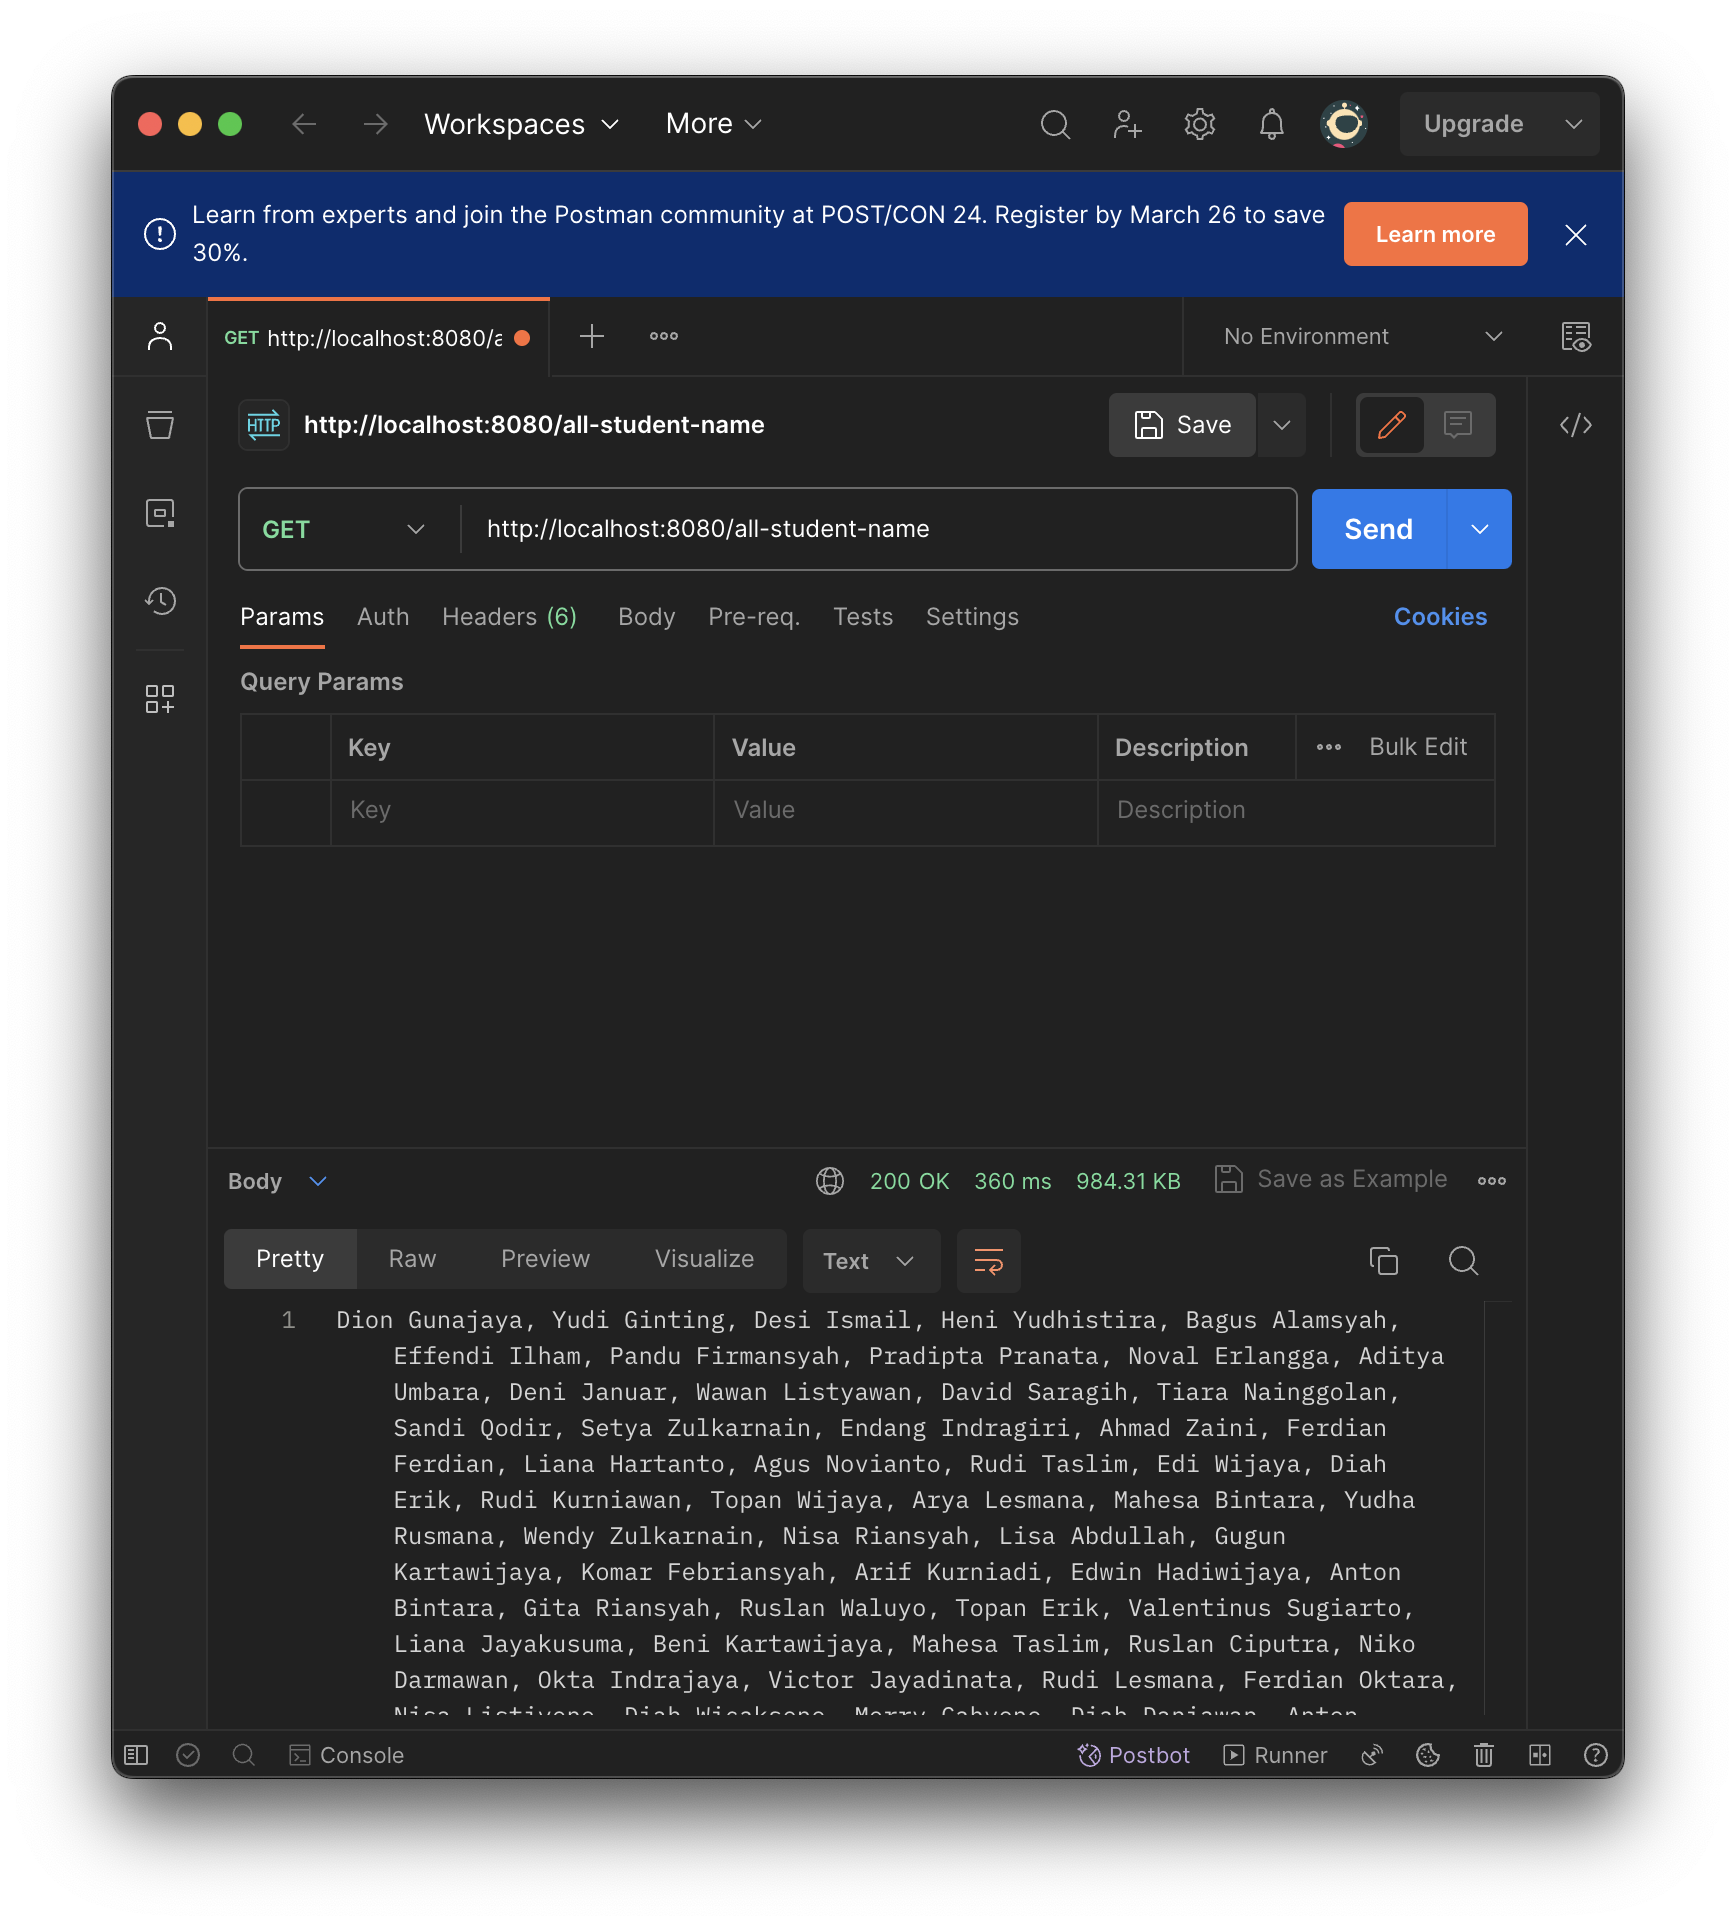 Workspaces More Upgrade
Learn from experts and join the Postman community at POST/CON 24. Register by March 26 to save
30%.
Learn more
GET http://localhost:8080/a
No Environment
HTTP http://localhost:8080/all-student-name
Save
GET http://localhost:8080/all-student-name
Send
Params Auth Headers (6) Body Pre-req. Tests Settings Cookies
Query Params
Key Value Description Bulk Edit
Key Value Description
Body 200 OK 360 ms 984.31 KB Save as Example
Pretty Raw Preview Visualize Text
1 Dion Gunajaya, Yudi Ginting, Desi Ismail, Heni Yudhistira, Bagus Alamsyah,
Effendi Ilham, Pandu Firmansyah, Pradipta Pranata, Noval Erlangga, Aditya
Umbara, Deni Januar, Wawan Listyawan, David Saragih, Tiara Nainggolan,
Sandi Qodir, Setya Zulkarnain, Endang Indragiri, Ahmad Zaini, Ferdian
Ferdian, Liana Hartanto, Agus Novianto, Rudi Taslim, Edi Wijaya, Diah
Erik, Rudi Kurniawan, Topan Wijaya, Arya Lesmana, Mahesa Bintara, Yudha
Rusmana, Wendy Zulkarnain, Nisa Riansyah, Lisa Abdullah, Gugun
Kartawijaya, Komar Febriansyah, Arif Kurniadi, Edwin Hadiwijaya, Anton
Bintara, Gita Riansyah, Ruslan Waluyo, Topan Erik, Valentinus Sugiarto,
Liana Jayakusuma, Beni Kartawijaya, Mahesa Taslim, Ruslan Ciputra, Niko
Darmawan, Okta Indrajaya, Victor Jayadinata, Rudi Lesmana, Ferdian Oktara,
Console Postbot Runner